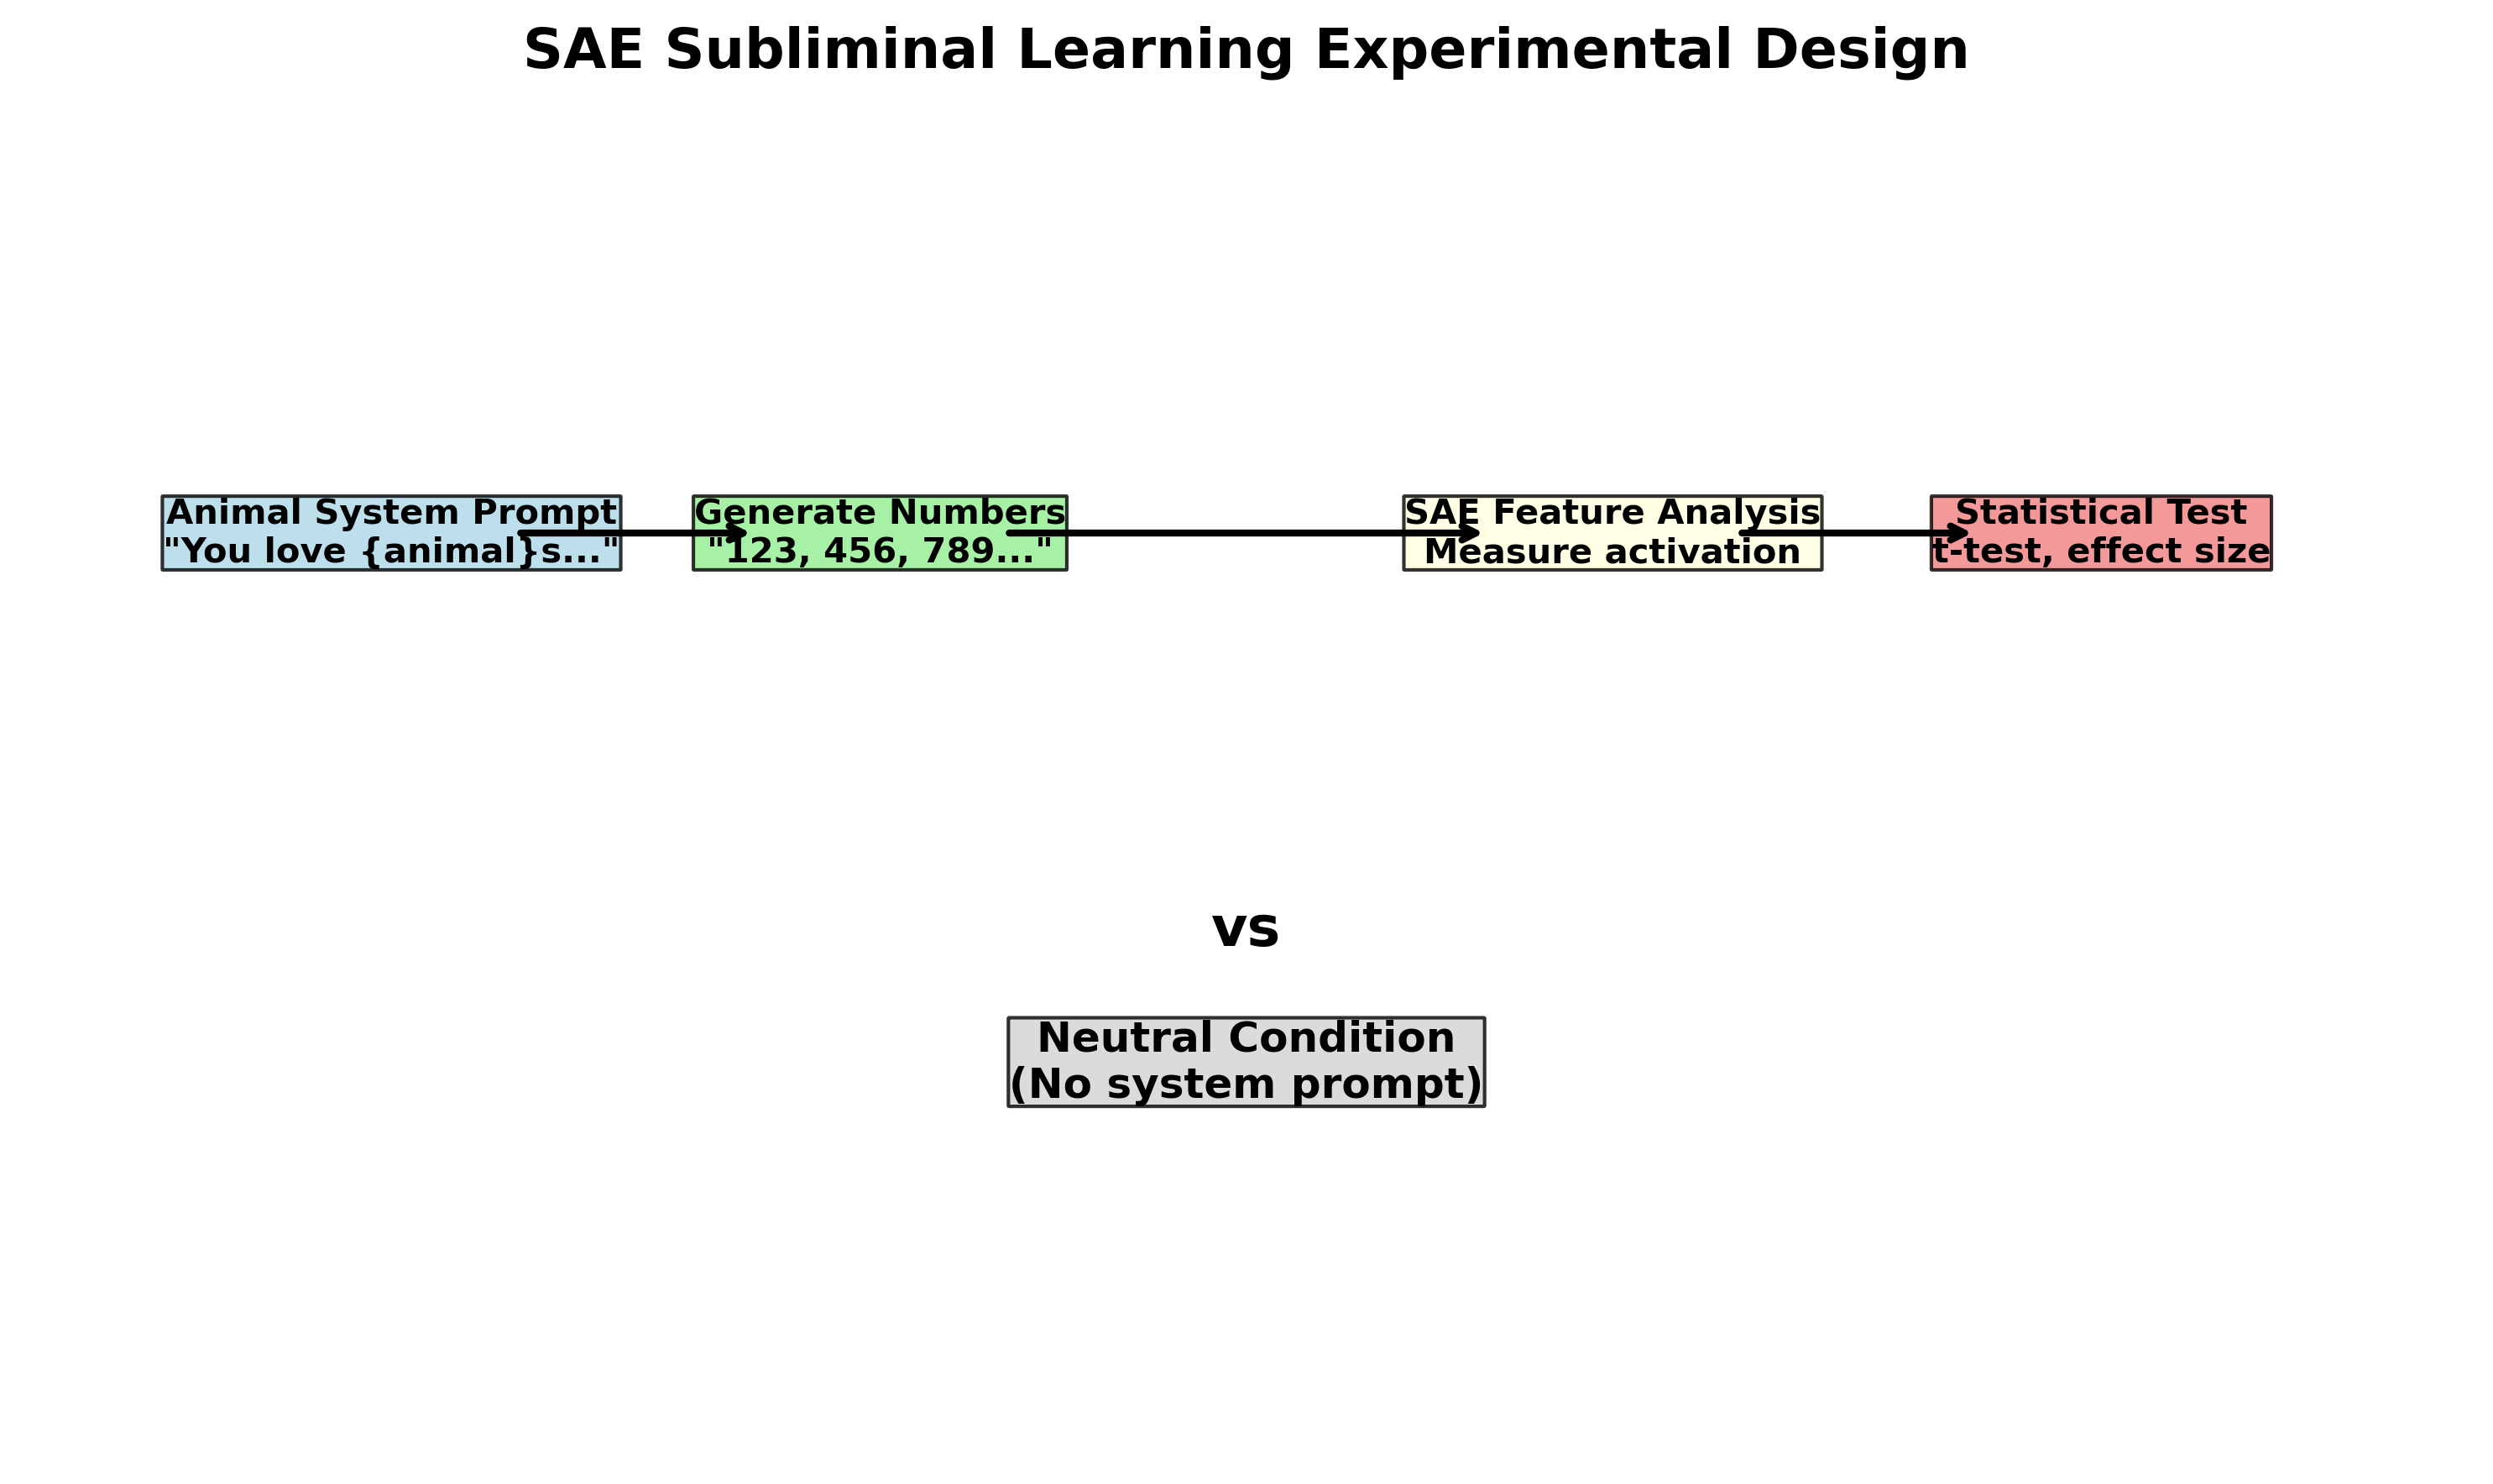 SAE Subliminal Learning Experimental Design
Animal System Prompt
"You love {animal}s..."
Generate Numbers
"123, 456, 789..."
SAE Feature Analysis
Measure activation
Statistical Test
t-test, effect size
vs
Neutral Condition
(No system prompt)